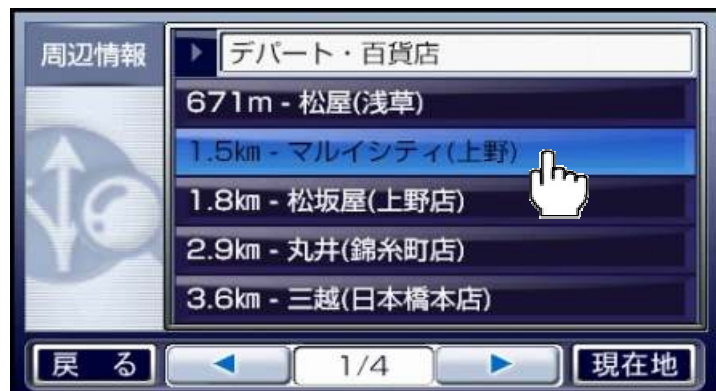 周辺情報
デパート・百貨店
671m - 松屋(浅草)
1.5㎞ - マルイシティ(上野)
1.8㎞ - 松坂屋(上野店)
2.9㎞ - 丸井(錦糸町店)
3.6㎞ - 三越(日本橋本店)
戻る
1/4
現在地